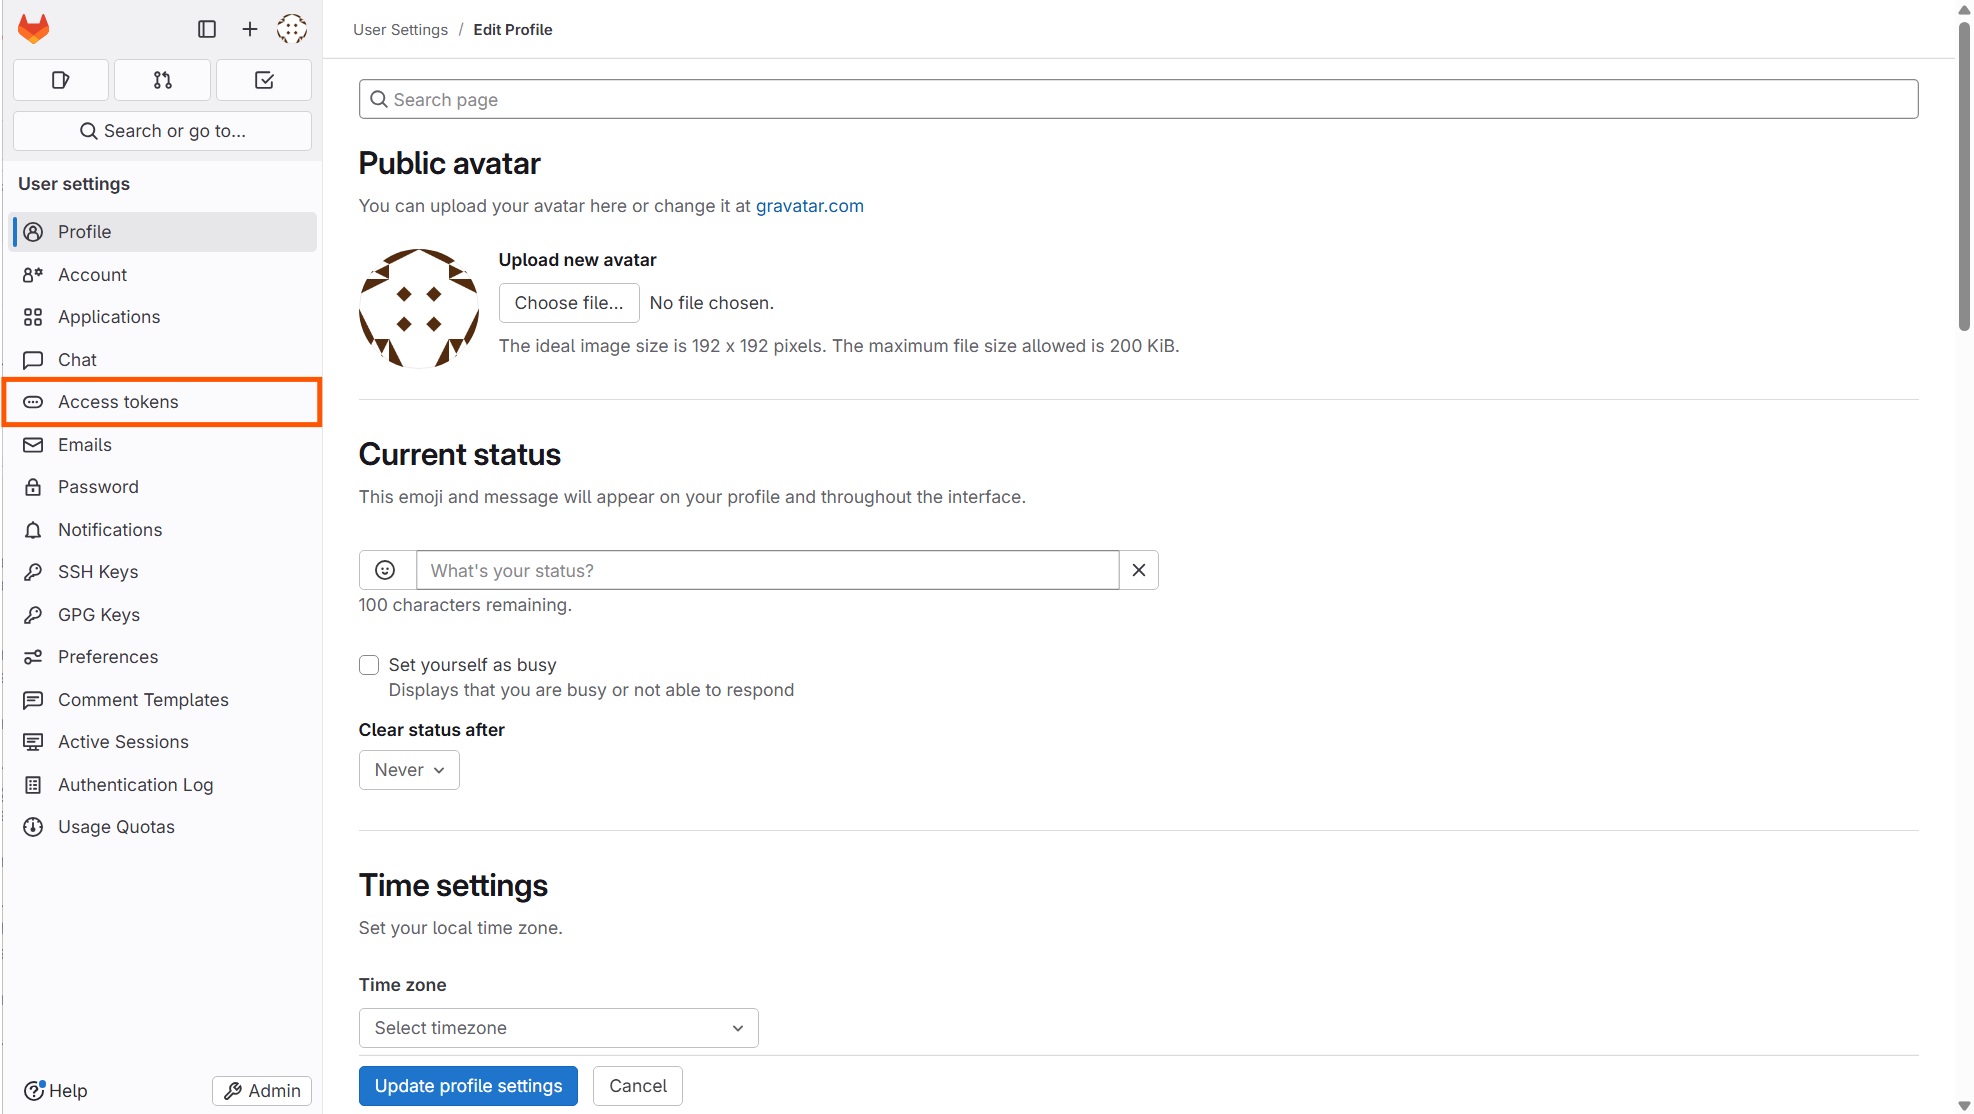 User Settings / Edit Profile
Search or go to...
User settings
Profile
Account
Applications
Chat
Access tokens
Emails
Password
Notifications
SSH Keys
GPG Keys
Preferences
Comment Templates
Active Sessions
Authentication Log
Usage Quotas
Help
Admin
Search page
Public avatar
You can upload your avatar here or change it at gravatar.com
Upload new avatar
Choose file... No file chosen.
The ideal image size is 192 x 192 pixels. The maximum file size allowed is 200 KiB.
Current status
This emoji and message will appear on your profile and throughout the interface.
What's your status?
100 characters remaining.
Set yourself as busy
Displays that you are busy or not able to respond
Clear status after
Never
Time settings
Set your local time zone.
Time zone
Select timezone
Update profile settings Cancel